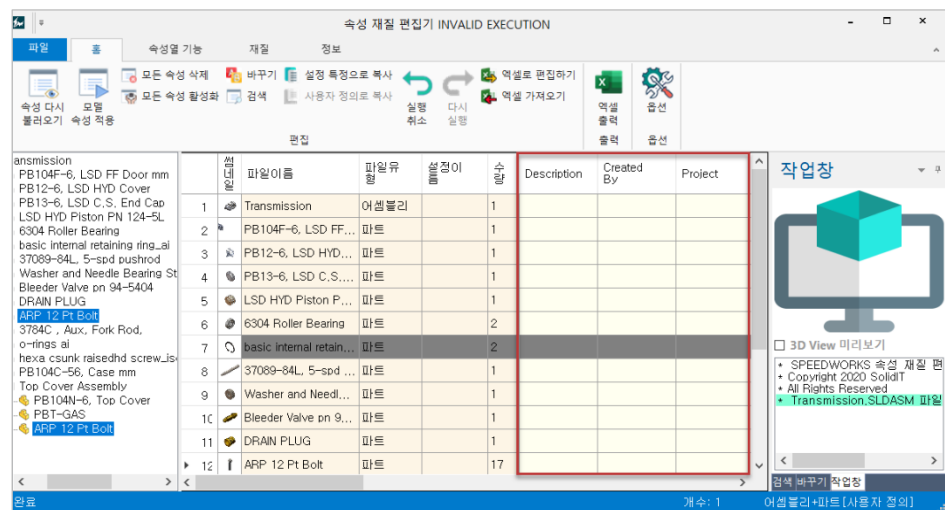 속성 재질 편집기 INVALID EXECUTION
파일 홈 속성열 기능 재질 정보
모든 속성 삭제 바꾸기 설정 특정으로 복사 엑셀로 편집하기
모든 속성 활성화 검색 사용자 정의로 복사 엑셀 가져오기
속성 다시 불러오기
모델 속성 적용
실행 취소
다시 실행
엑셀 출력
옵션
편집 출력 옵션
ansmission
PB104F-6, LSD FF Door mm
PB12-6, LSD HYD Cover
PB13-6, LSD C,S, End Cap
LSD HYD Piston PN 124-5L
6304 Roller Bearing
basic internal retaining ring_ai
37089-84L, 5-spd pushrod
Washer and Needle Bearing St
Bleeder Valve pn 94-5404
DRAIN PLUG
ARP 12 Pt Bolt
3784C , Aux, Fork Rod,
o-rings ai
hexa csunk raisedhd screw_is
PB104C-56, Case mm
Top Cover Assembly
PB104N-6, Top Cover
PBT-GAS
ARP 12 Pt Bolt
썸네일 파일이름 파일유형 설정이름 수량 Description Created By Project
1 Transmission 어셈블리 1
2 PB104F-6, LSD FF... 파트 1
3 PB12-6, LSD HYD... 파트 1
4 PB13-6, LSD C,S,... 파트 1
5 LSD HYD Piston P... 파트 1
6 6304 Roller Bearing 파트 2
7 basic internal retain... 파트 2
8 37089-84L, 5-spd ... 파트 1
9 Washer and Needl... 파트 1
10 Bleeder Valve pn 9... 파트 1
11 DRAIN PLUG 파트 1
12 ARP 12 Pt Bolt 파트 17
작업창
3D View 미리보기
* SPEEDWORKS 속성 재질 편
* Copyright 2020 SolidIT
* All Rights Reserved
* Transmission,SLDASM 파일
검색 바꾸기 작업창
완료 개수: 1 어셈블리+파트[사용자 정의]